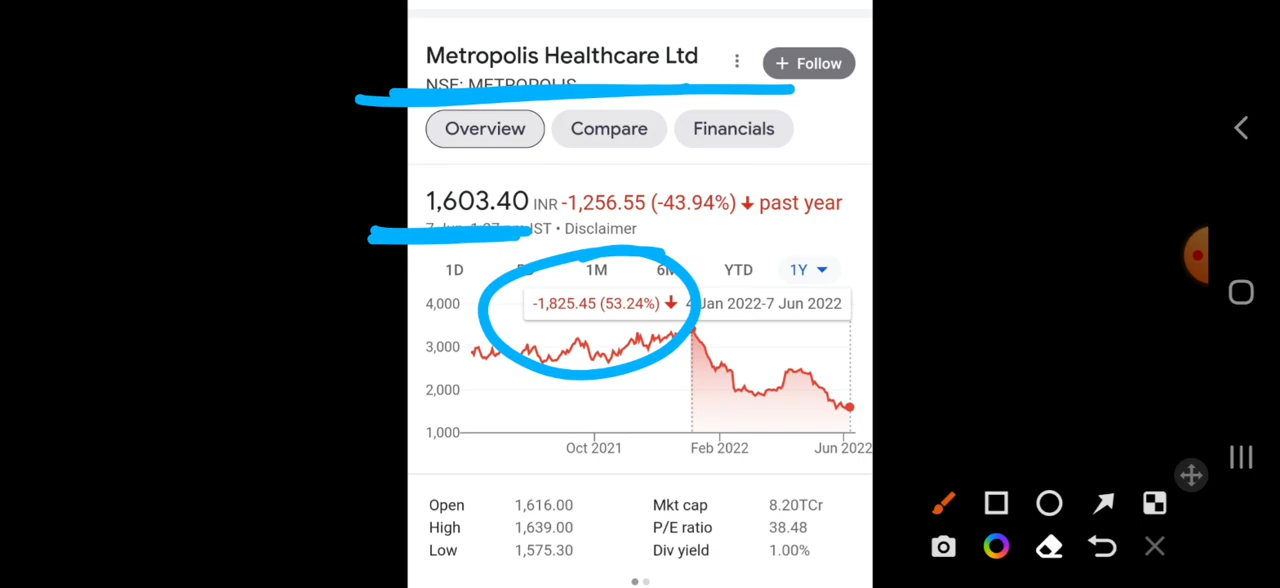 Metropolis Healthcare Ltd
+ Follow
NSE: METROPOLIS
Overview Compare Financials
1,603.40 INR -1,256.55 (-43.94%) past year
IST • Disclaimer
1D 1M YTD 1Y
-1,825.45 (53.24%) Jan 2022-7 Jun 2022
4,000
3,000
2,000
1,000
Oct 2021 Feb 2022 Jun 2022
Open 1,616.00 Mkt cap 8.20TCr
High 1,639.00 P/E ratio 38.48
Low 1,575.30 Div yield 1.00%